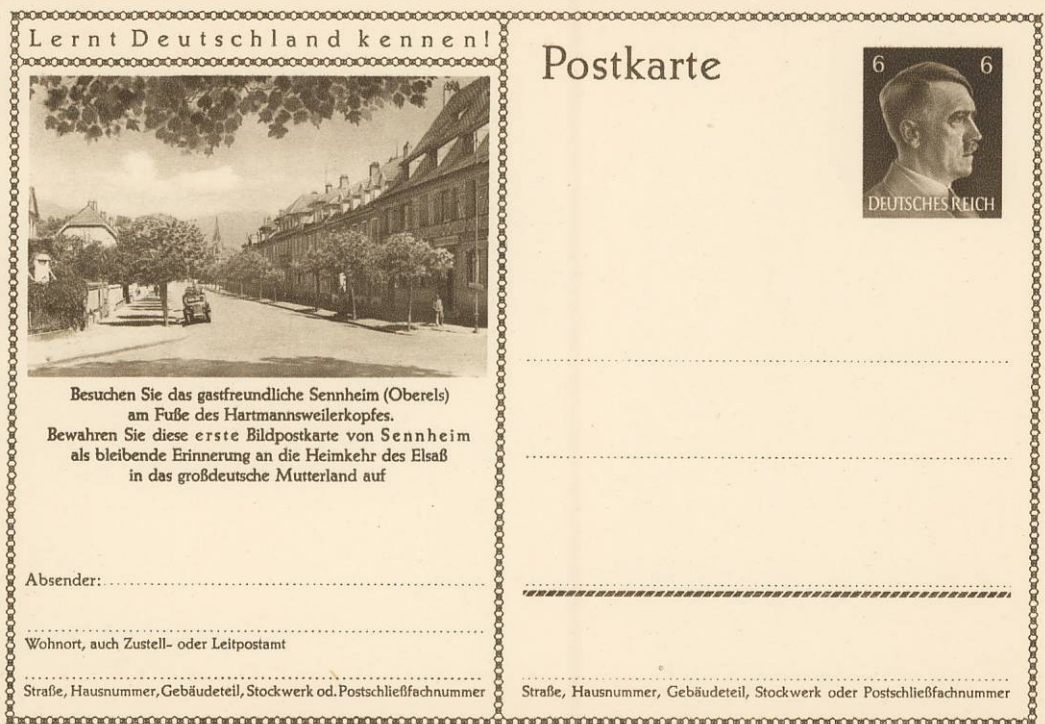 Lernt Deutschland kennen!
Besuchen Sie das gastfreundliche Sennheim (Oberels)
am Fuße des Hartmannsweilerkopfes.
Bewahren Sie diese erste Bildpostkarte von Sennheim
als bleibende Erinnerung an die Heimkehr des Elsaß
in das großdeutsche Mutterland auf
Absender:
Wohnort, auch Zustell- oder Leitpostamt
Straße, Hausnummer, Gebäudeteil, Stockwerk od. Postschließfachnummer
Postkarte
6 6
DEUTSCHES REICH
Straße, Hausnummer, Gebäudeteil, Stockwerk oder Postschließfachnummer